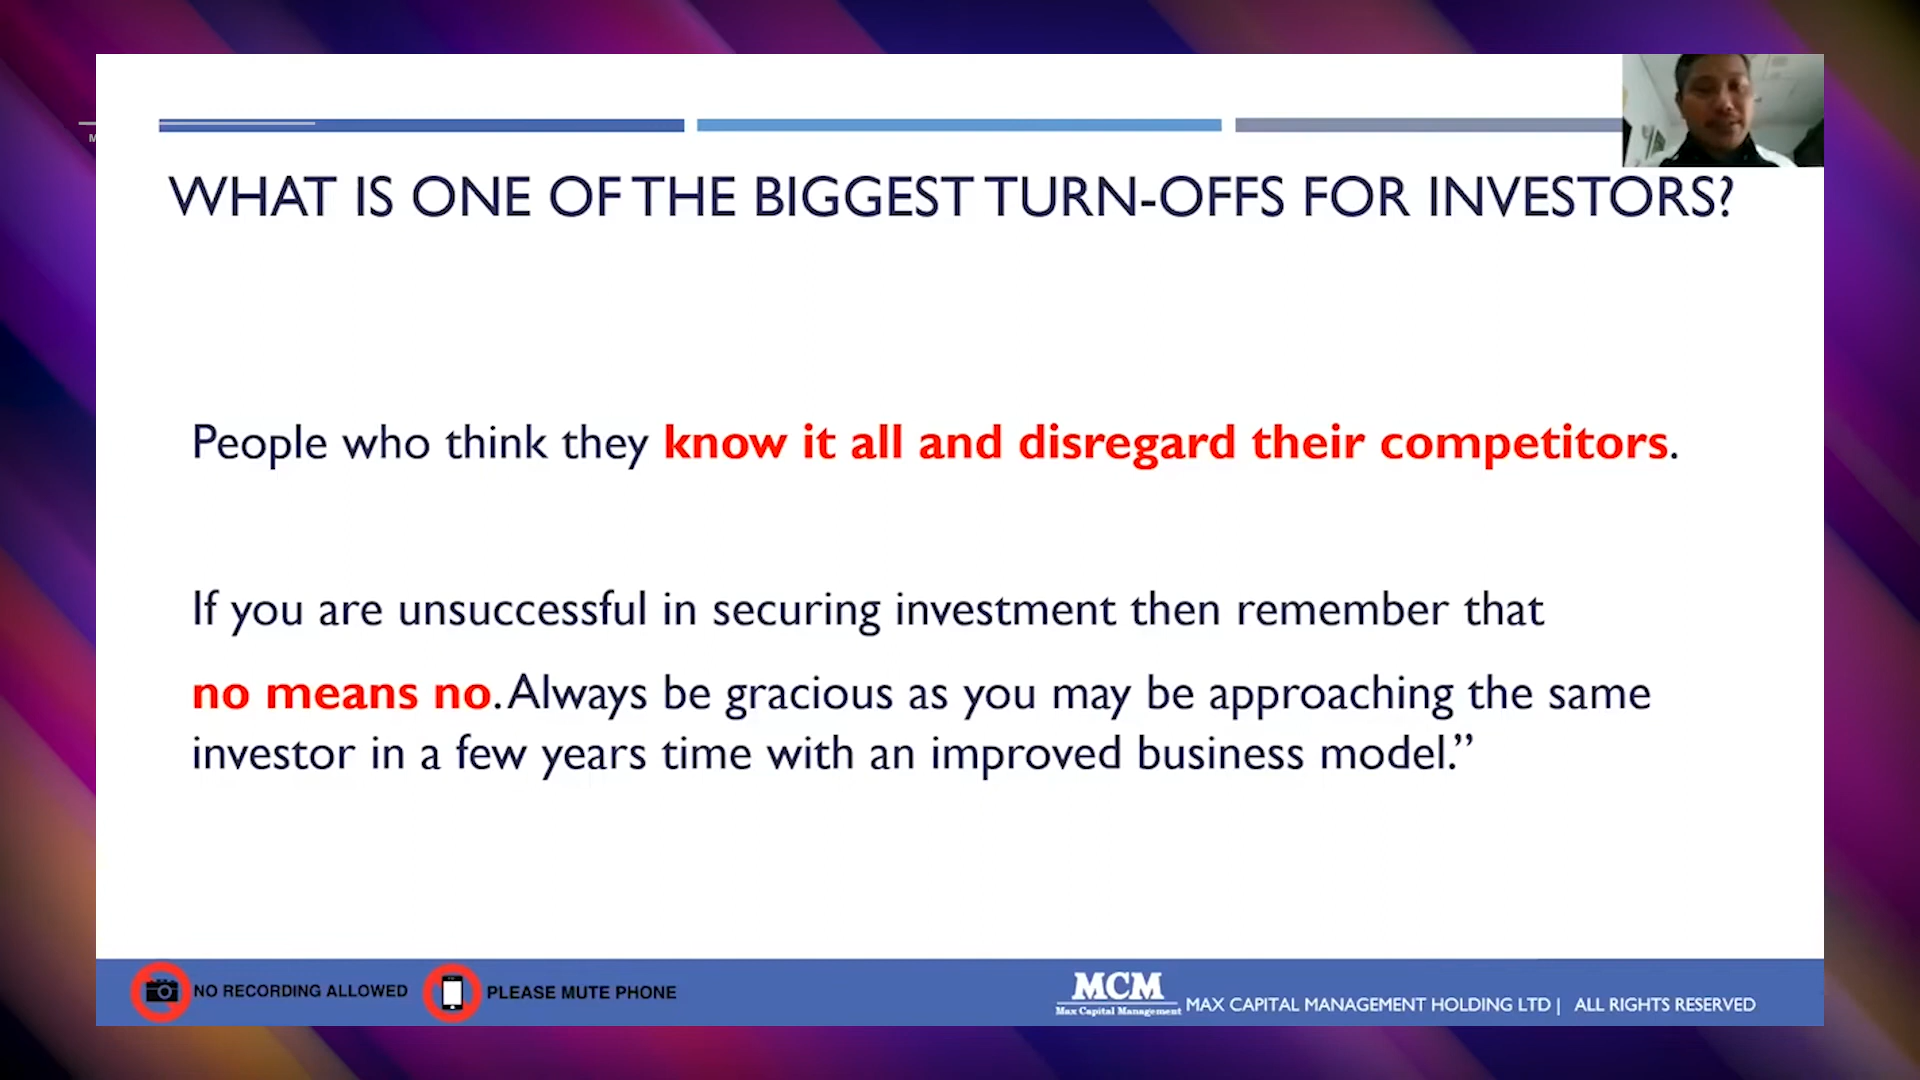 WHAT IS ONE OF THE BIGGEST TURN-OFFS FOR INVESTORS?
People who think they know it all and disregard their competitors.
If you are unsuccessful in securing investment then remember that
no means no. Always be gracious as you may be approaching the same
investor in a few years time with an improved business model.”
NO RECORDING ALLOWED
PLEASE MUTE PHONE
MCM
Max Capital Management
MAX CAPITAL MANAGEMENT HOLDING LTD | ALL RIGHTS RESERVED